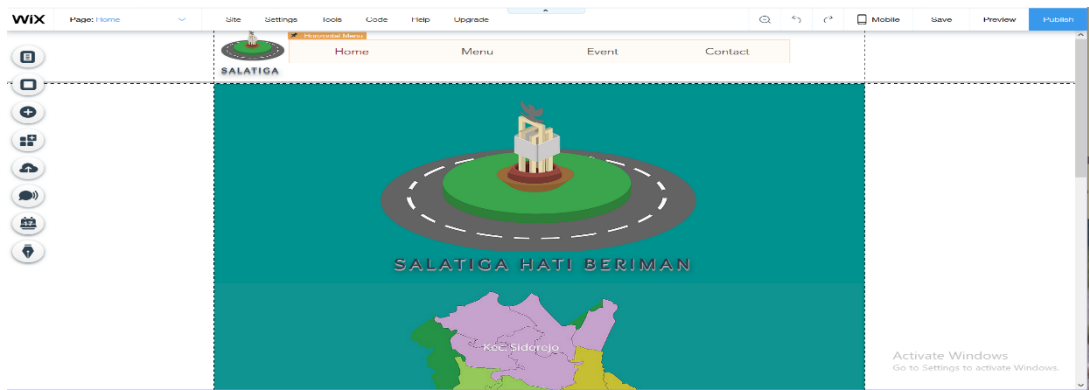 WiX Page: Home Site Settings Tools Code Help Upgrade Mobile Save Preview Publish
Horizontal Menu
Home Menu Event Contact
SALATIGA
17
SALATIGA HATI BERIMAN
Kec. Sidorejo
Activate Windows
Go to Settings to activate Windows.